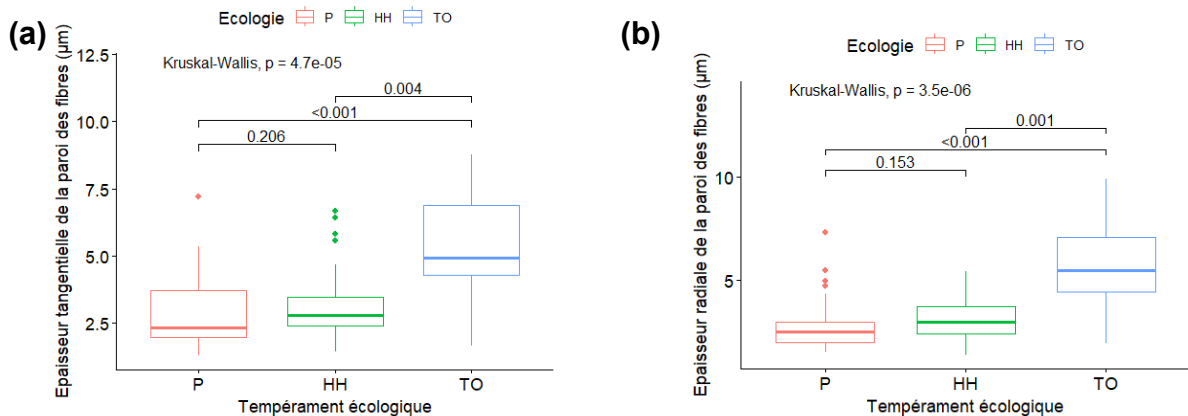 (a)
Ecologie P HH TO
Epaisseur tangentielle de la paroi des fibres (µm)
12.5
10.0
7.5
5.0
2.5
Kruskal-Wallis, p = 4.7e-05
0.004
<0.001
0.206
P HH TO
Tempérament écologique
(b)
Ecologie P HH TO
Epaisseur radiale de la paroi des fibres (µm)
10
5
Kruskal-Wallis, p = 3.5e-06
0.001
<0.001
0.153
P HH TO
Tempérament écologique